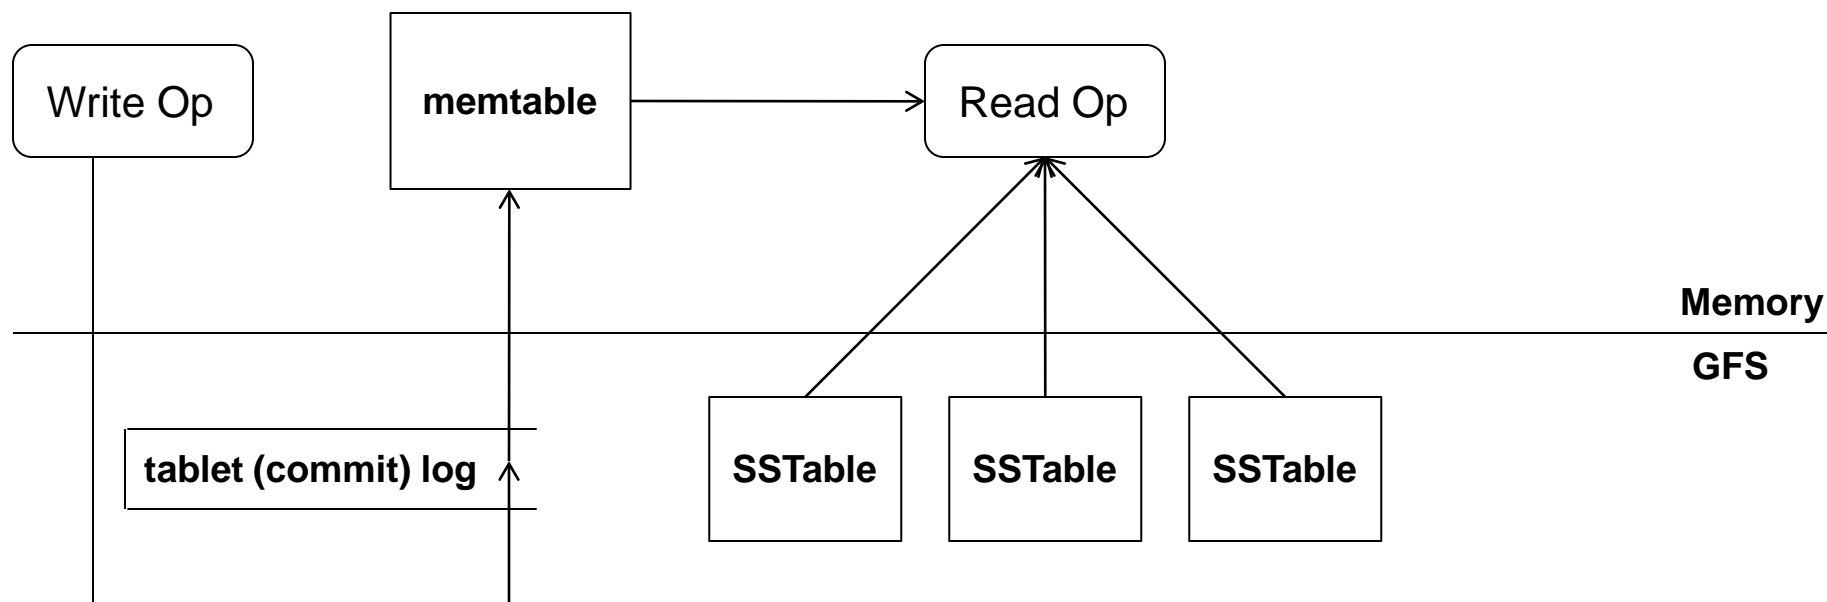 Write Op
memtable
Read Op
Memory
GFS
tablet (commit) log
SSTable
SSTable
SSTable